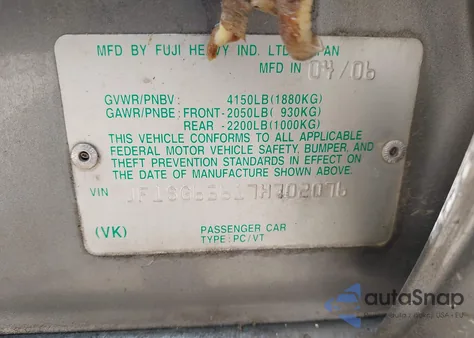 MFD BY FUJI HEAVY IND. LTD. JAPAN
MFD IN 04/06
GVWR/PNBV : 4150LB(1880KG)
GAWR/PNBE ; FRONT-2050LB( 930KG)
REAR -2200LB(1000KG)
THIS VEHICLE CONFORMS TO ALL APPLICABLE
FEDERAL MOTOR VEHICLE SAFETY, BUMPER, AND
THEFT PREVENTION STANDARDS IN EFFECT ON
THE DATE OF MANUFACTURE SHOWN ABOVE.
VIN
(VK)
PASSENGER CAR
TYPE: PC/VT
autaSnap